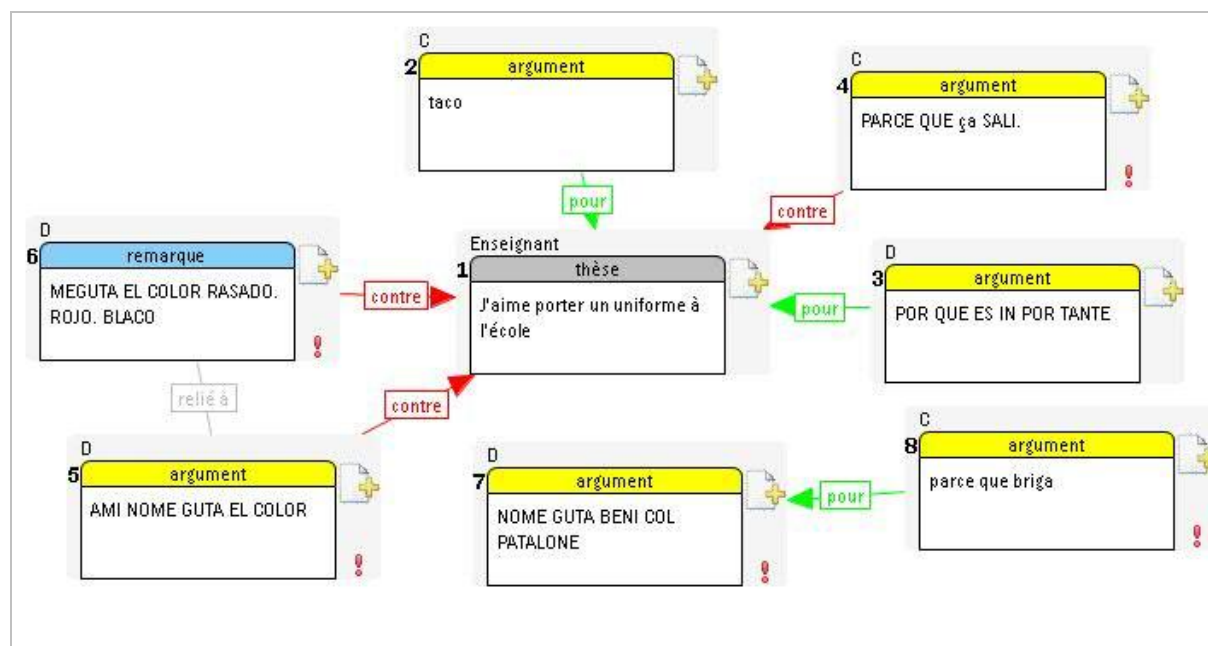 C
2
argument
taco
pour
C
4
argument
PARCE QUE ça SALI.
contre
D
6
remarque
MEGUTA EL COLOR RASADO.
ROJO. BLACO
contre
Enseignant
1
thèse
J'aime porter un uniforme à
l'école
D
3
argument
POR QUE ES IN POR TANTE
pour
relié à
contre
D
5
argument
AMI NOME GUTA EL COLOR
D
7
argument
NOME GUTA BENI COL
PATALONE
pour
C
8
argument
parce que briga